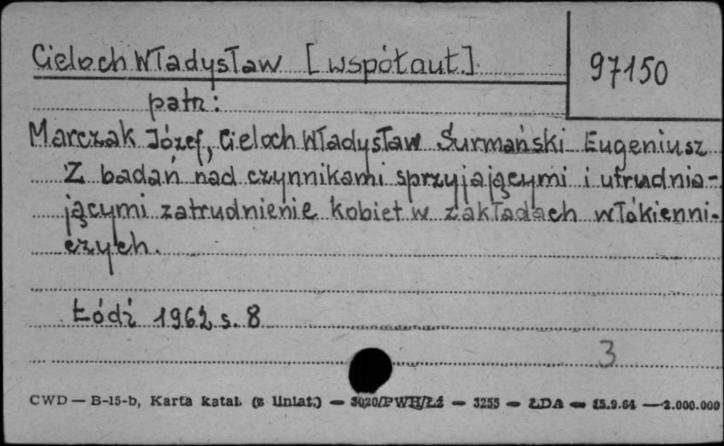 Cieloch Władysław [współaut.]
97150
patrz:
Marczak Józef, Cieloch Władysław Surmański Eugeniusz
Z badań nad czynnikami sprzyjającymi i utrudnia-
jącymi zatrudnienie kobiet w zakładach włókienni-
czych.
Łódź 1962 s. 8
3
CWD — B-15-b, Karta katal. (z liniat.) — 3020/PWH/Łź — 3255 — ŁDA — 15.9.64 — 2.000.000